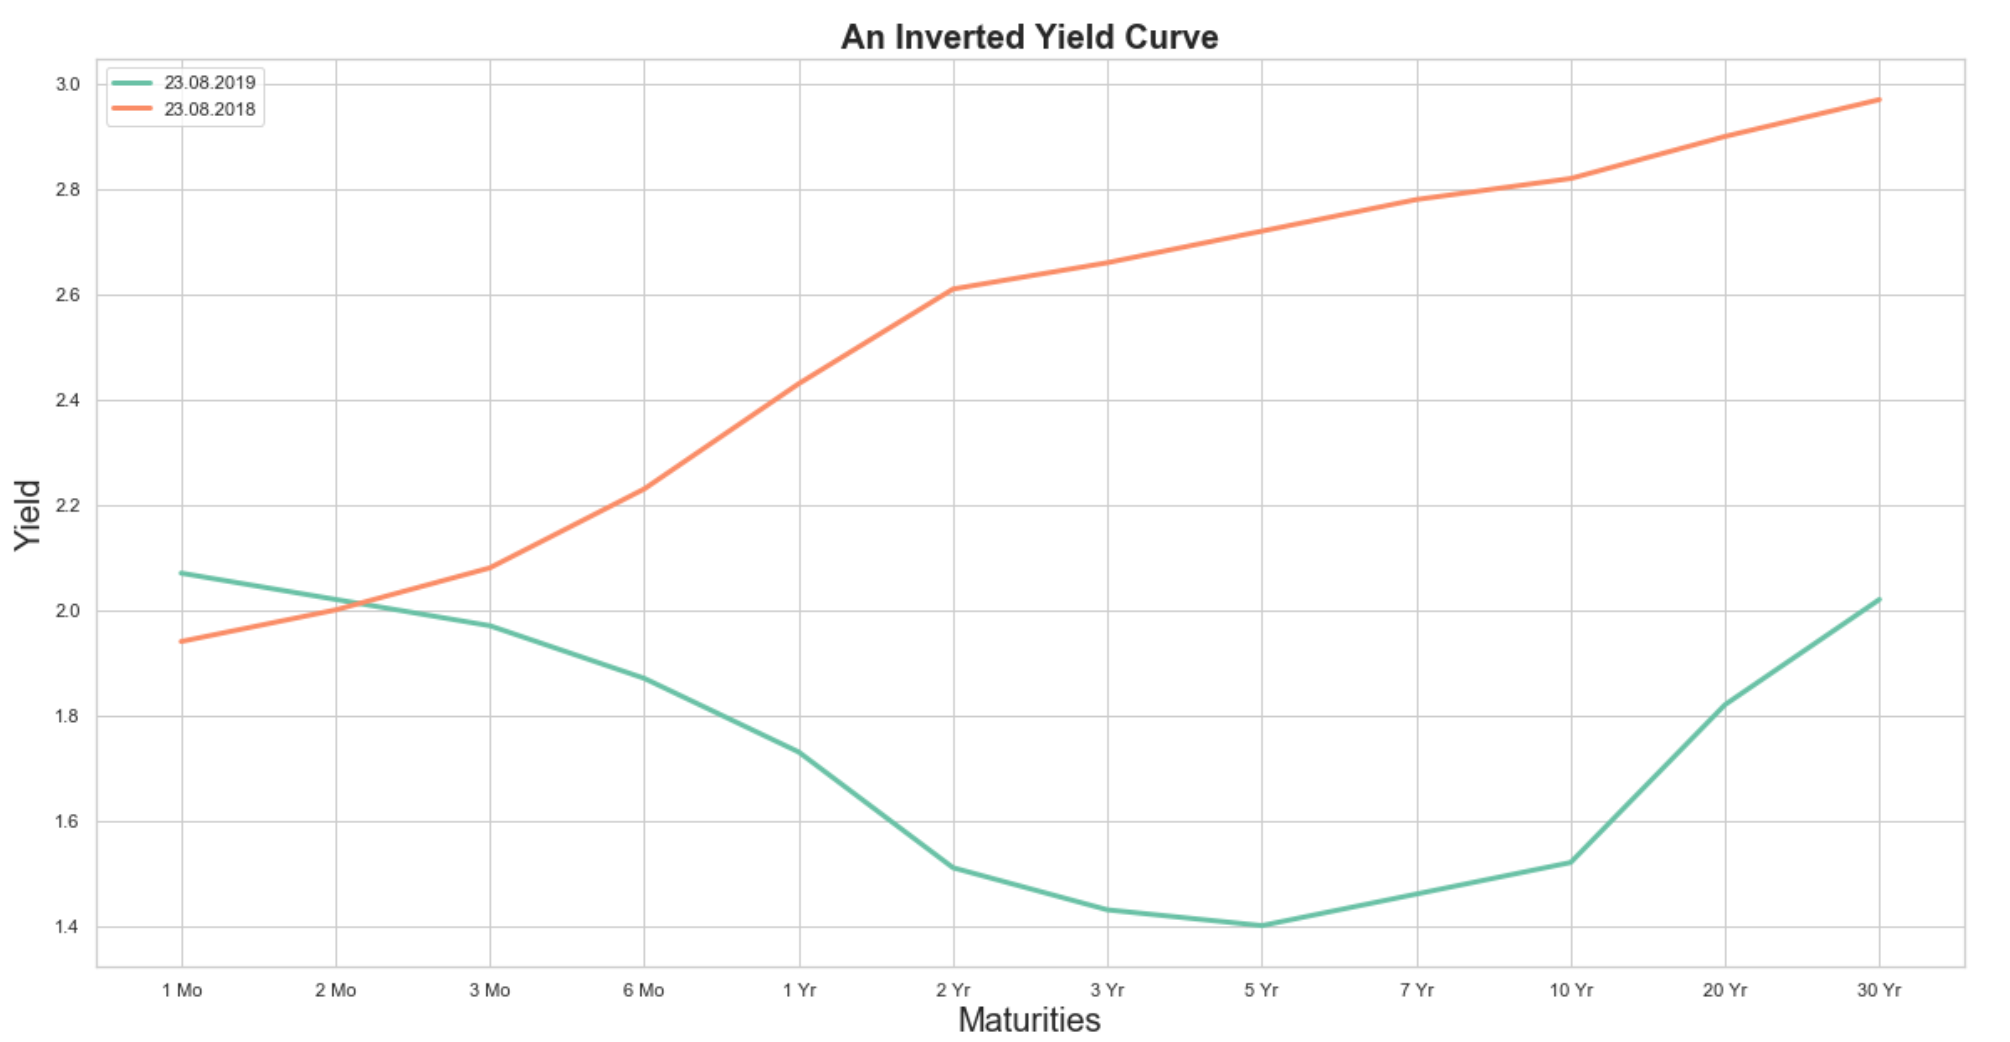 An Inverted Yield Curve
23.08.2019
23.08.2018
3.0
2.8
2.6
2.4
2.2
2.0
1.8
1.6
1.4
Yield
1 Mo 2 Mo 3 Mo 6 Mo 1 Yr 2 Yr 3 Yr 5 Yr 7 Yr 10 Yr 20 Yr 30 Yr
Maturities